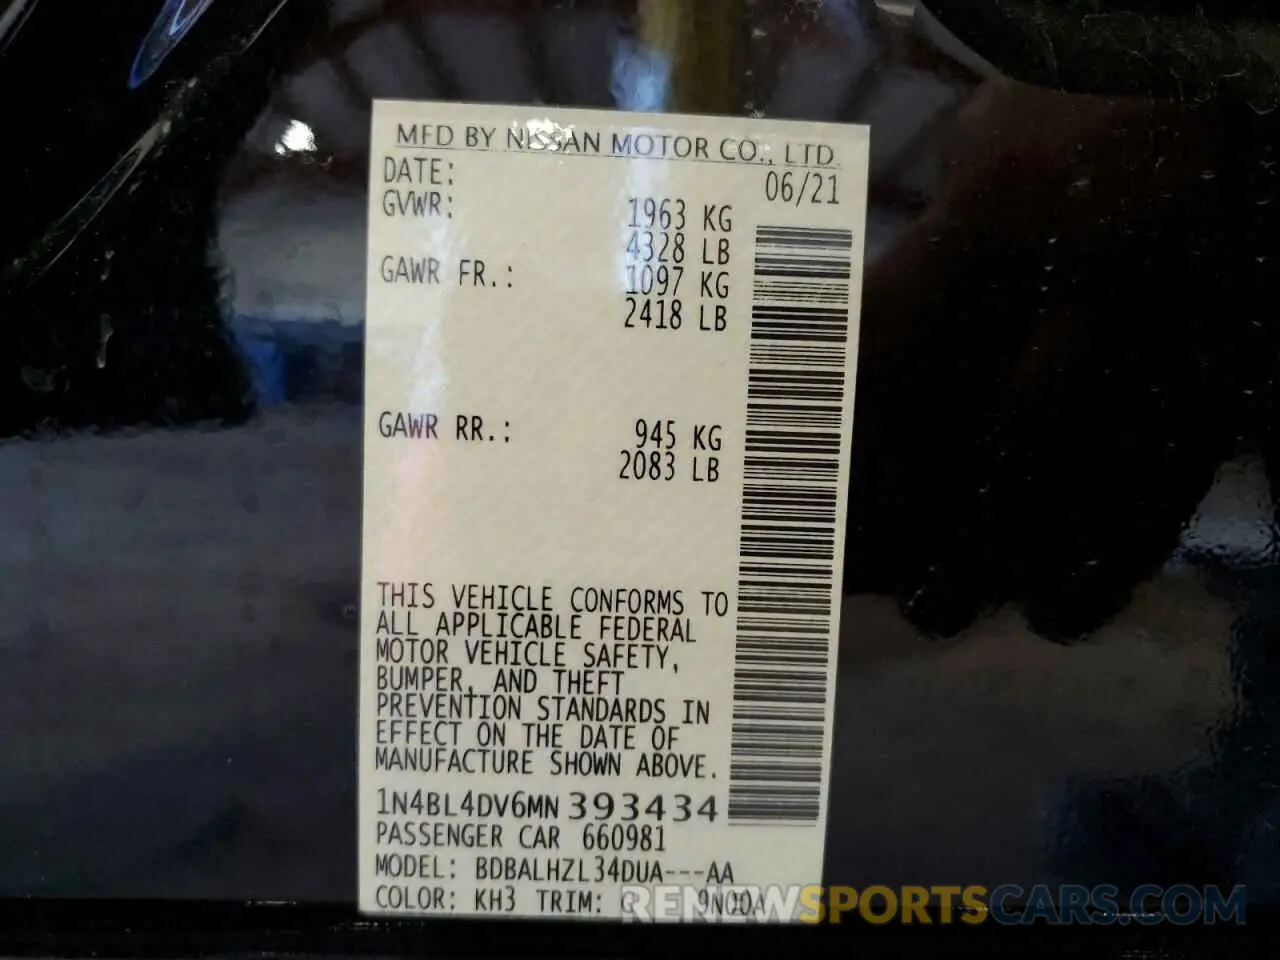 MFD BY NISSAN MOTOR CO., LTD.
DATE: 06/21
GVWR: 1963 KG
4328 LB
GAWR FR.: 1097 KG
2418 LB
GAWR RR.: 945 KG
2083 LB
THIS VEHICLE CONFORMS TO
ALL APPLICABLE FEDERAL
MOTOR VEHICLE SAFETY,
BUMPER, AND THEFT
PREVENTION STANDARDS IN
EFFECT ON THE DATE OF
MANUFACTURE SHOWN ABOVE.
1N4BL4DV6MN 393434
PASSENGER CAR 660981
MODEL: BDBALHZL34DUA---AA
COLOR: KH3 TRIM: G
RENEWSPORTSCARS.COM